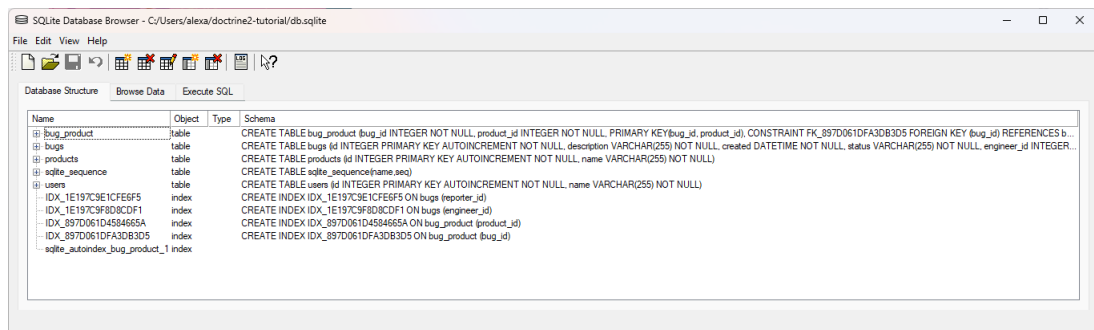 SQLite Database Browser - C:/Users/alexa/doctrine2-tutorial/db.sqlite
File Edit View Help
LOG
Database Structure Browse Data Execute SQL
Name Object Type Schema
bug_product table CREATE TABLE bug_product (bug_id INTEGER NOT NULL, product_id INTEGER NOT NULL, PRIMARY KEY(bug_id, product_id), CONSTRAINT FK_897D061DFA3DB3D5 FOREIGN KEY (bug_id) REFERENCES b...
bugs table CREATE TABLE bugs (id INTEGER PRIMARY KEY AUTOINCREMENT NOT NULL, description VARCHAR(255) NOT NULL, created DATETIME NOT NULL, status VARCHAR(255) NOT NULL, engineer_id INTEGER...
products table CREATE TABLE products (id INTEGER PRIMARY KEY AUTOINCREMENT NOT NULL, name VARCHAR(255) NOT NULL)
sqlite_sequence table CREATE TABLE sqlite_sequence(name,seq)
users table CREATE TABLE users (id INTEGER PRIMARY KEY AUTOINCREMENT NOT NULL, name VARCHAR(255) NOT NULL)
IDX_1E197C9E1CFE6F5 index CREATE INDEX IDX_1E197C9E1CFE6F5 ON bugs (reporter_id)
IDX_1E197C9F8D8CDF1 index CREATE INDEX IDX_1E197C9F8D8CDF1 ON bugs (engineer_id)
IDX_897D061D4584665A index CREATE INDEX IDX_897D061D4584665A ON bug_product (product_id)
IDX_897D061DFA3DB3D5 index CREATE INDEX IDX_897D061DFA3DB3D5 ON bug_product (bug_id)
sqlite_autoindex_bug_product_1 index